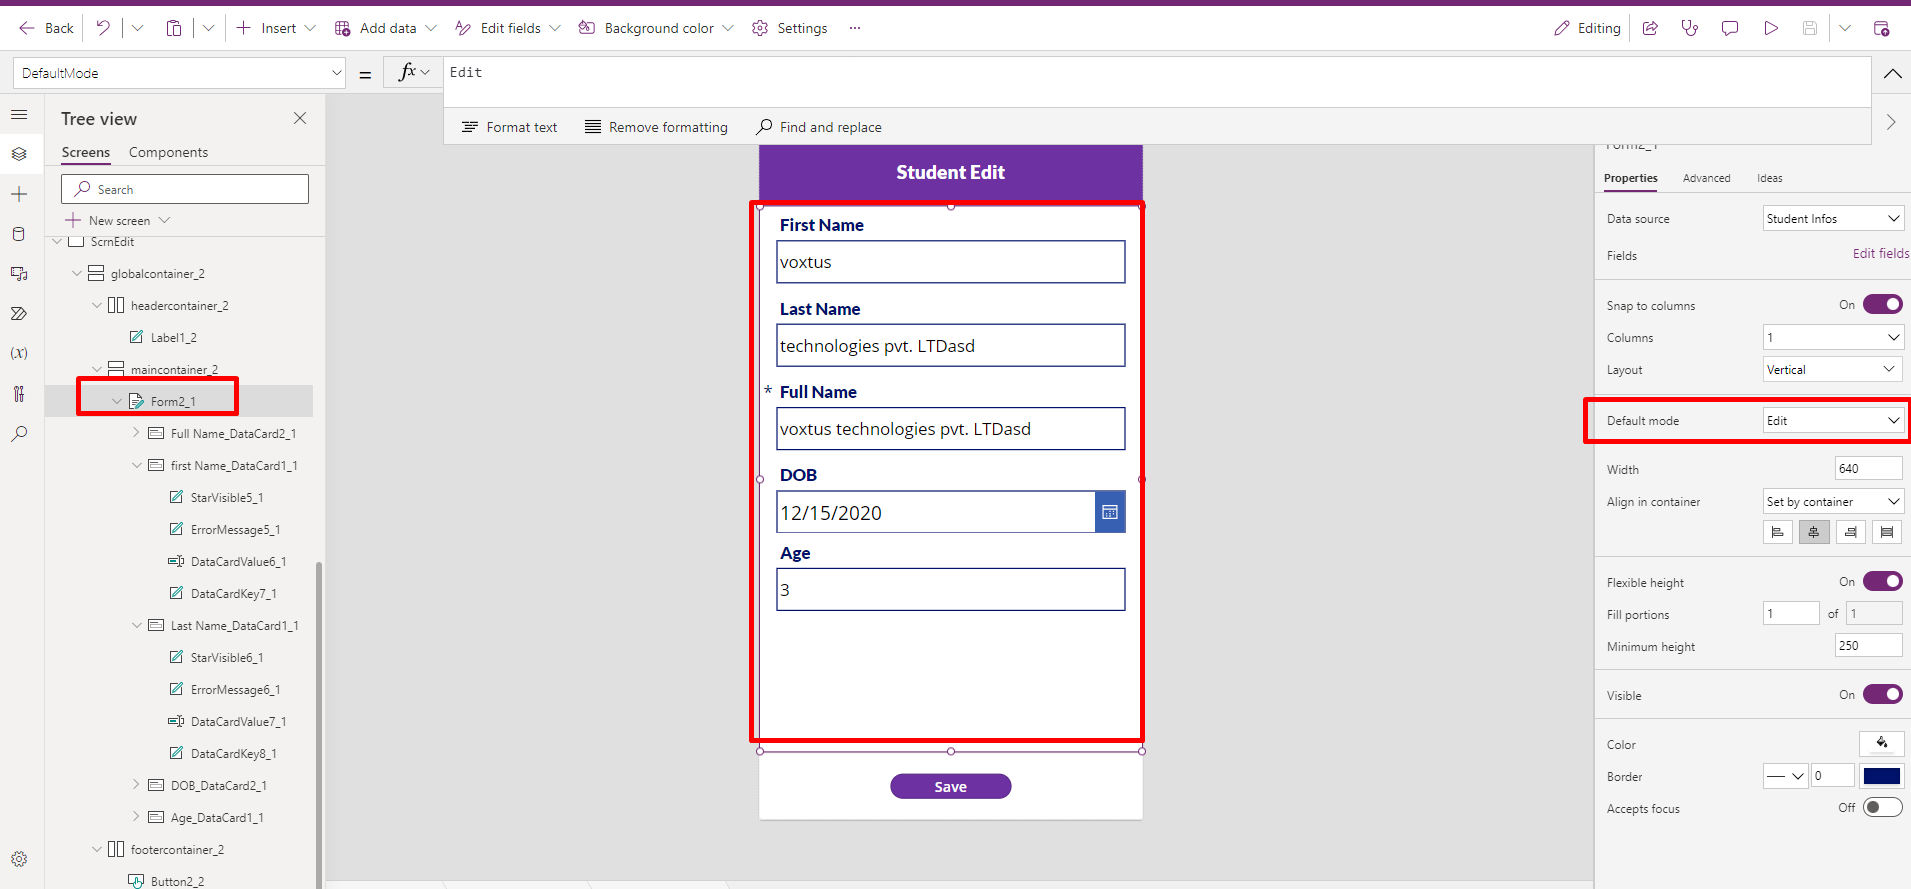 Back
Insert
Add data
Edit fields
Background color
Settings
Editing
DefaultMode
=
fx
Edit
Format text
Remove formatting
Find and replace
Tree view
Screens
Components
Search
New screen
ScrnEdit
globalcontainer_2
headercontainer_2
Label1_2
maincontainer_2
Form2_1
Full Name_DataCard2_1
first Name_DataCard1_1
StarVisible5_1
ErrorMessage5_1
DataCardValue6_1
DataCardKey7_1
Last Name_DataCard1_1
StarVisible6_1
ErrorMessage6_1
DataCardValue7_1
DataCardKey8_1
DOB_DataCard2_1
Age_DataCard1_1
footercontainer_2
Button2_2
Student Edit
First Name
voxtus
Last Name
technologies pvt. LTDasd
* Full Name
voxtus technologies pvt. LTDasd
DOB
12/15/2020
Age
3
Save
Form2_1
Properties
Advanced
Ideas
Data source
Student Infos
Fields
Edit fields
Snap to columns
On
Columns
1
Layout
Vertical
Default mode
Edit
Width
640
Align in container
Set by container
Flexible height
On
Fill portions
1 of 1
Minimum height
250
Visible
On
Color
Border
0
Accepts focus
Off